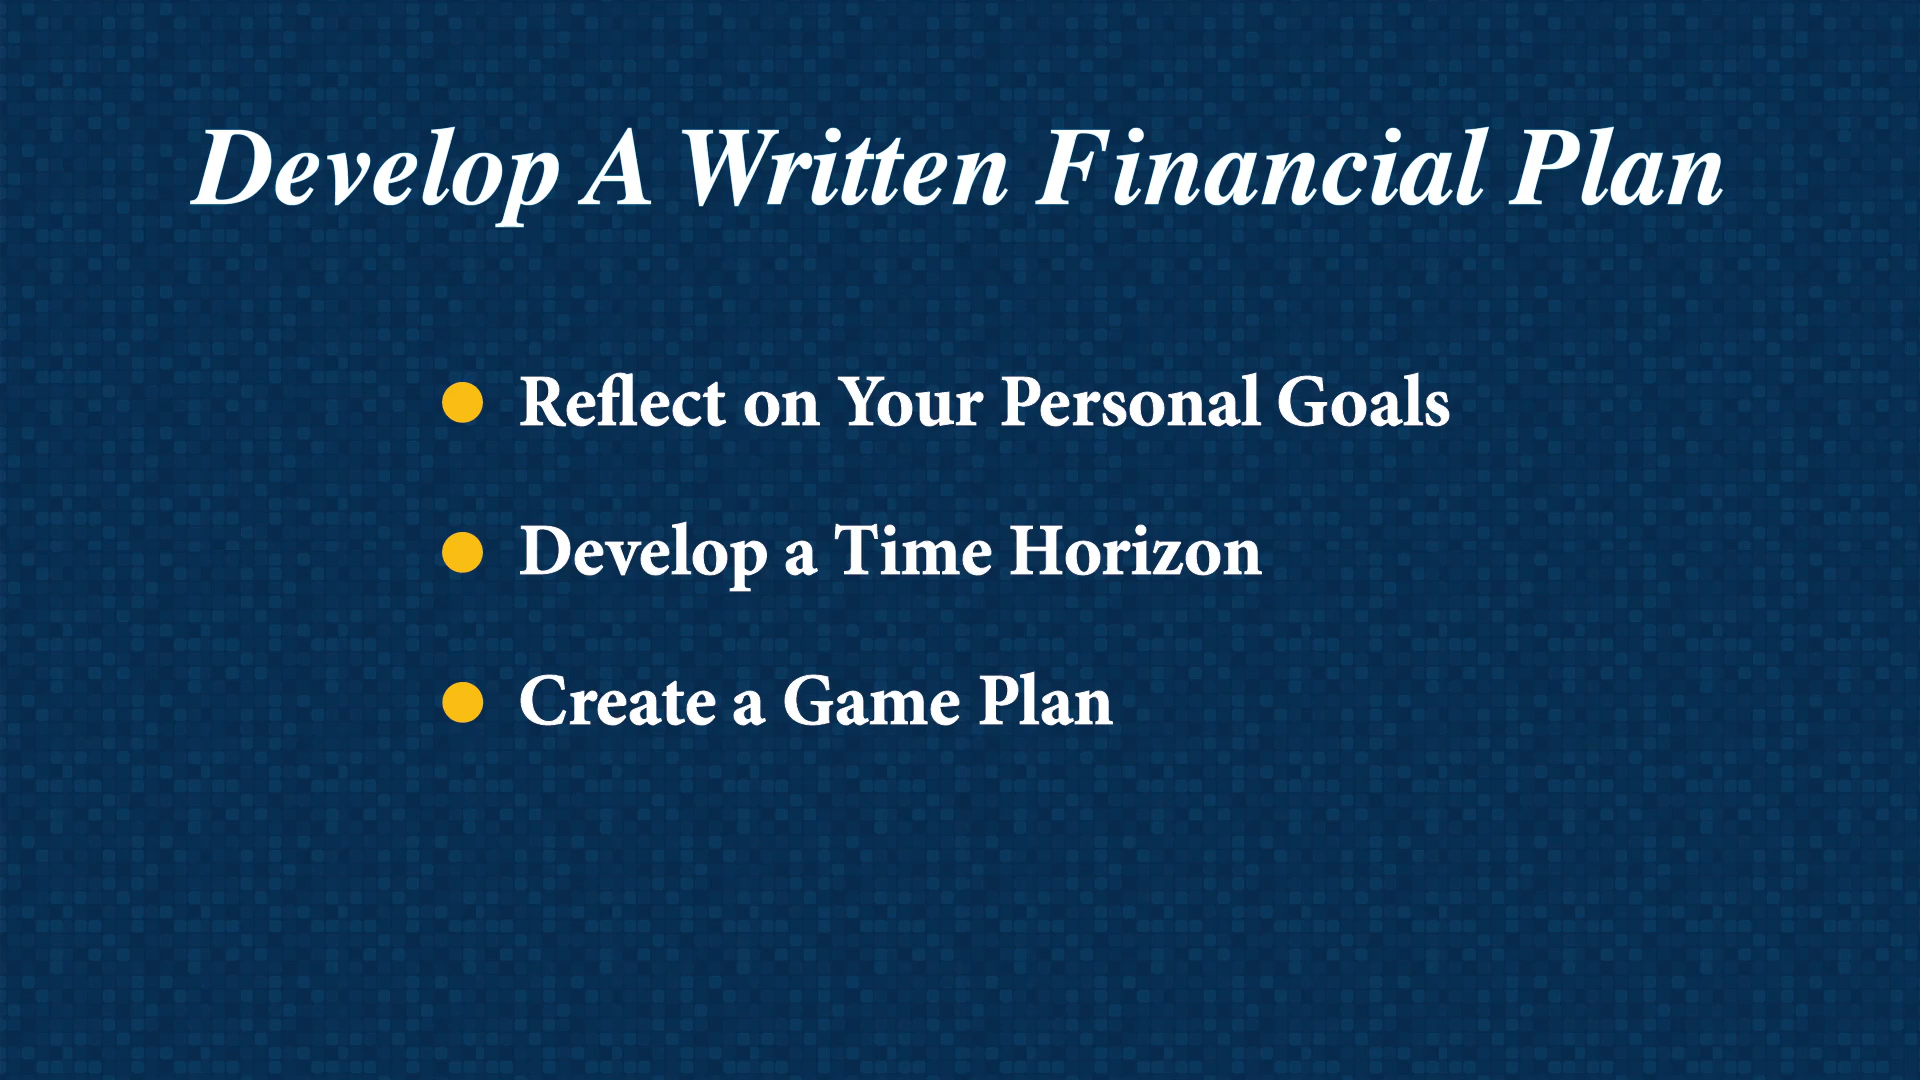 Develop A Written Financial Plan
Reflect on Your Personal Goals
Develop a Time Horizon
Create a Game Plan